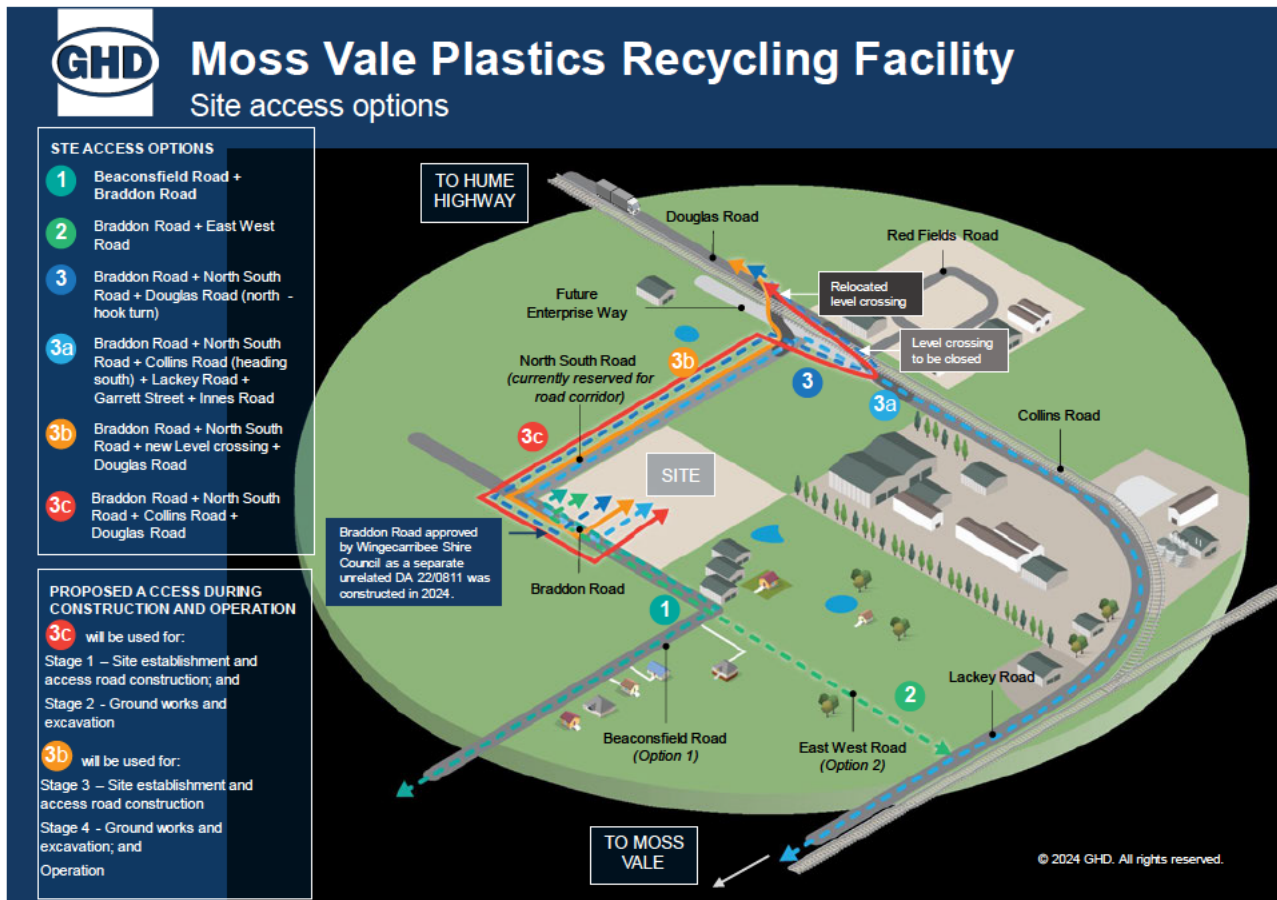 GHD
Moss Vale Plastics Recycling Facility
Site access options
STE ACCESS OPTIONS
1
Beaconsfield Road +
Braddon Road
2
Braddon Road + East West
Road
3
Braddon Road + North South
Road + Douglas Road (north -
hook turn)
3a
Braddon Road + North South
Road + Collins Road (heading
south) + Lackey Road +
Garrett Street + Innes Road
3b
Braddon Road + North South
Road + new Level crossing +
Douglas Road
3c
Braddon Road + North South
Road + Collins Road +
Douglas Road
PROPOSED A CCESS DURING
CONSTRUCTION AND OPERATION
3c will be used for:
Stage 1 – Site establishment and
access road construction; and
Stage 2 - Ground works and
excavation
3b will be used for:
Stage 3 – Site establishment and
access road construction
Stage 4 - Ground works and
excavation; and
Operation
TO HUME
HIGHWAY
Douglas Road
Red Fields Road
Relocated
level crossing
Future
Enterprise Way
Level crossing
to be closed
North South Road
(currently reserved for
road corridor)
3b
3
3a
Collins Road
3c
SITE
Braddon Road approved
by Wingecarribee Shire
Council as a separate
unrelated DA 22/0811 was
constructed in 2024.
Braddon Road
1
Lackey Road
2
Beaconsfield Road
(Option 1)
East West Road
(Option 2)
TO MOSS
VALE
© 2024 GHD. All rights reserved.